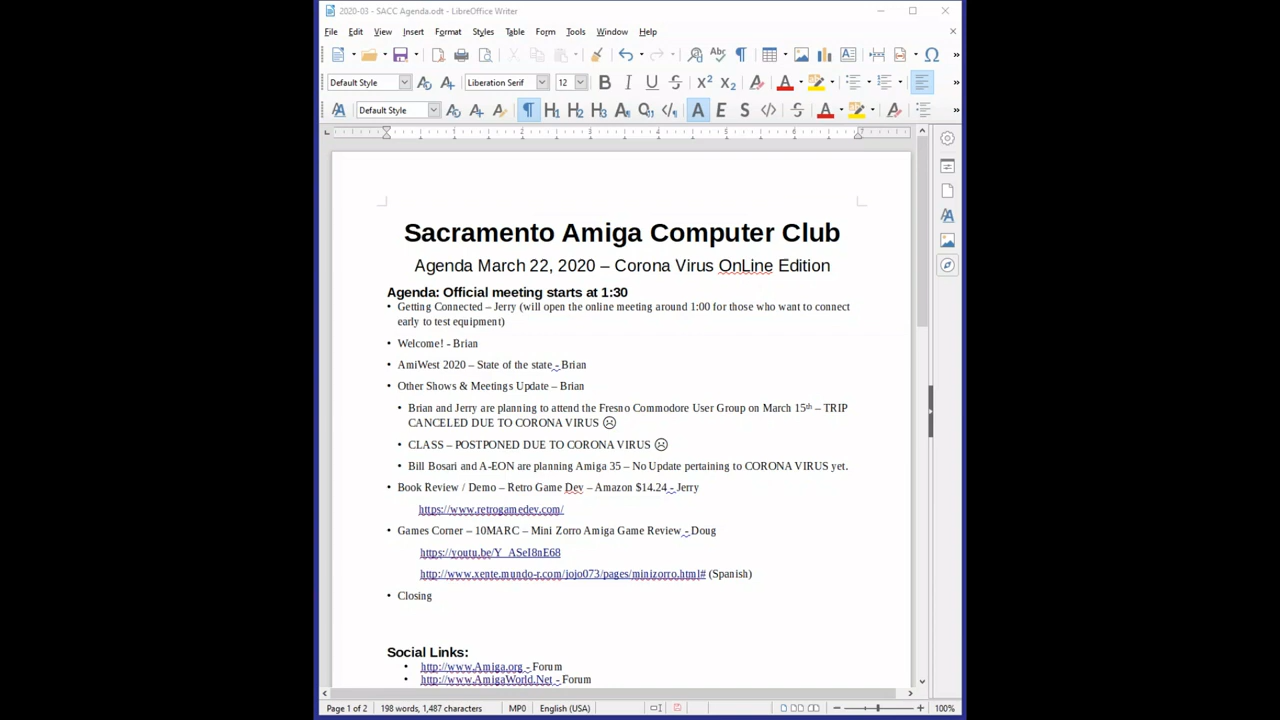 2020-03 - SACC Agenda.odt - LibreOffice Writer
File Edit View Insert Format Styles Table Form Tools Window Help
Default Style Liberation Serif 12
Default Style
1 2 3 4 5 6 7
Sacramento Amiga Computer Club
Agenda March 22, 2020 – Corona Virus OnLine Edition
Agenda: Official meeting starts at 1:30
• Getting Connected – Jerry (will open the online meeting around 1:00 for those who want to connect
early to test equipment)
• Welcome! - Brian
• AmiWest 2020 – State of the state - Brian
• Other Shows & Meetings Update – Brian
• Brian and Jerry are planning to attend the Fresno Commodore User Group on March 15th – TRIP
CANCELED DUE TO CORONA VIRUS ☹
• CLASS – POSTPONED DUE TO CORONA VIRUS ☹
• Bill Bosari and A-EON are planning Amiga 35 – No Update pertaining to CORONA VIRUS yet.
• Book Review / Demo – Retro Game Dev – Amazon $14.24 - Jerry
https://www.retrogamedev.com/
• Games Corner – 10MARC – Mini Zorro Amiga Game Review - Doug
https://youtu.be/Y_ASeI8nE68
http://www.xente.mundo-r.com/jojo073/pages/minizorro.html# (Spanish)
• Closing
Social Links:
• http://www.Amiga.org - Forum
• http://www.AmigaWorld.Net - Forum
Page 1 of 2 198 words, 1,487 characters MP0 English (USA) 100%